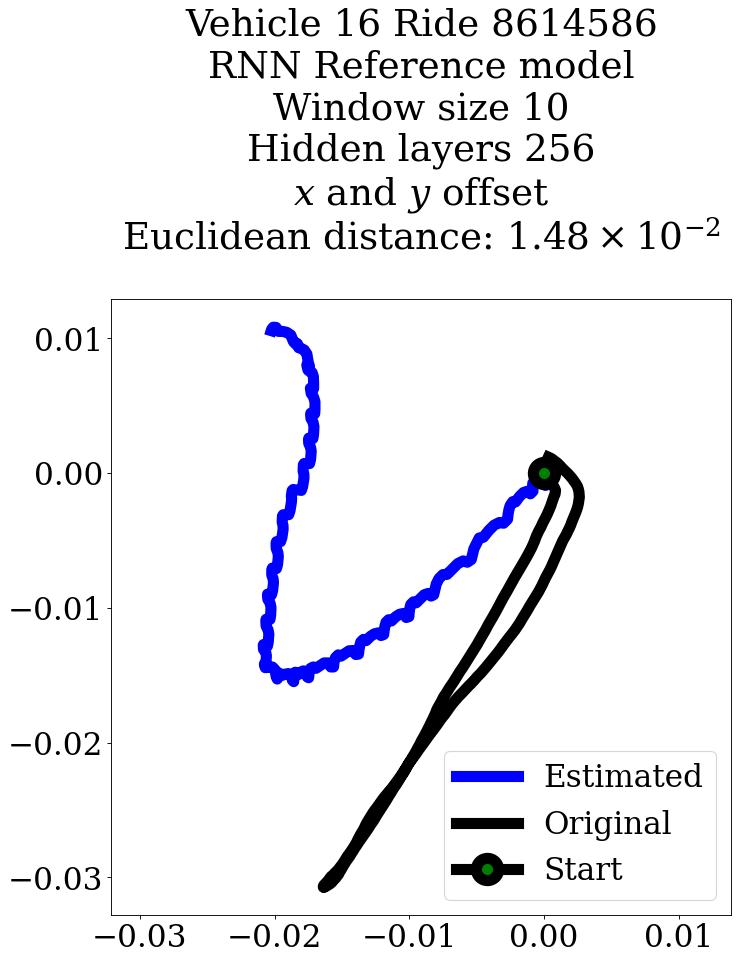 Vehicle 16 Ride 8614586
RNN Reference model
Window size 10
Hidden layers 256
x and y offset
Euclidean distance: 1.48 × 10⁻²
0.01
0.00
−0.01
−0.02
−0.03
Estimated
Original
Start
−0.03 −0.02 −0.01 0.00 0.01